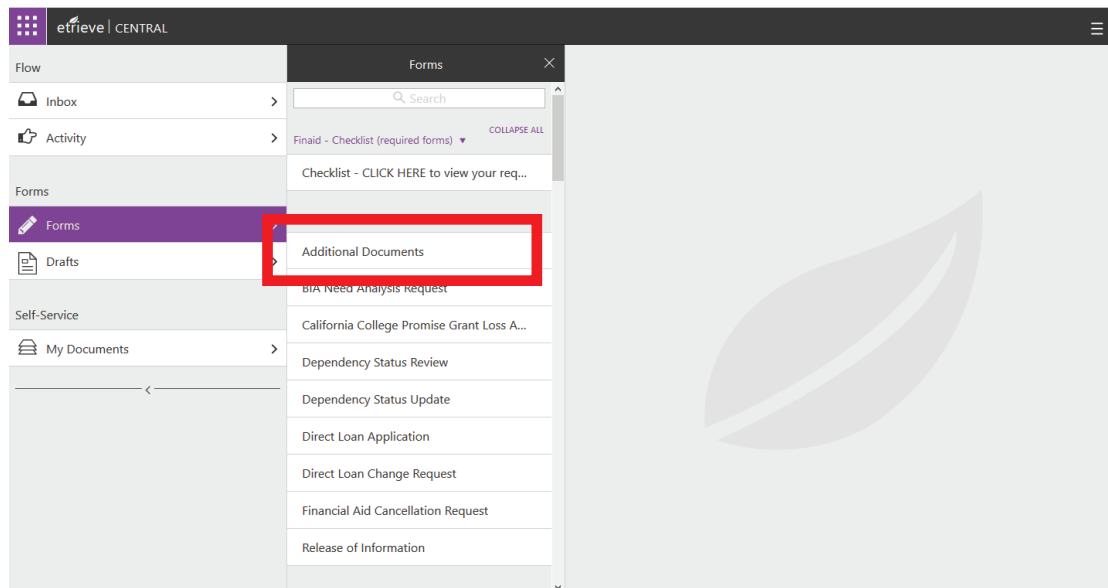 etrieve | CENTRAL
Flow
Inbox
Activity
Forms
Forms
Drafts
Self-Service
My Documents
Forms
Search
COLLAPSE ALL
Finaid - Checklist (required forms)
Checklist - CLICK HERE to view your req...
Additional Documents
BIA Need Analysis Request
California College Promise Grant Loss A...
Dependency Status Review
Dependency Status Update
Direct Loan Application
Direct Loan Change Request
Financial Aid Cancellation Request
Release of Information